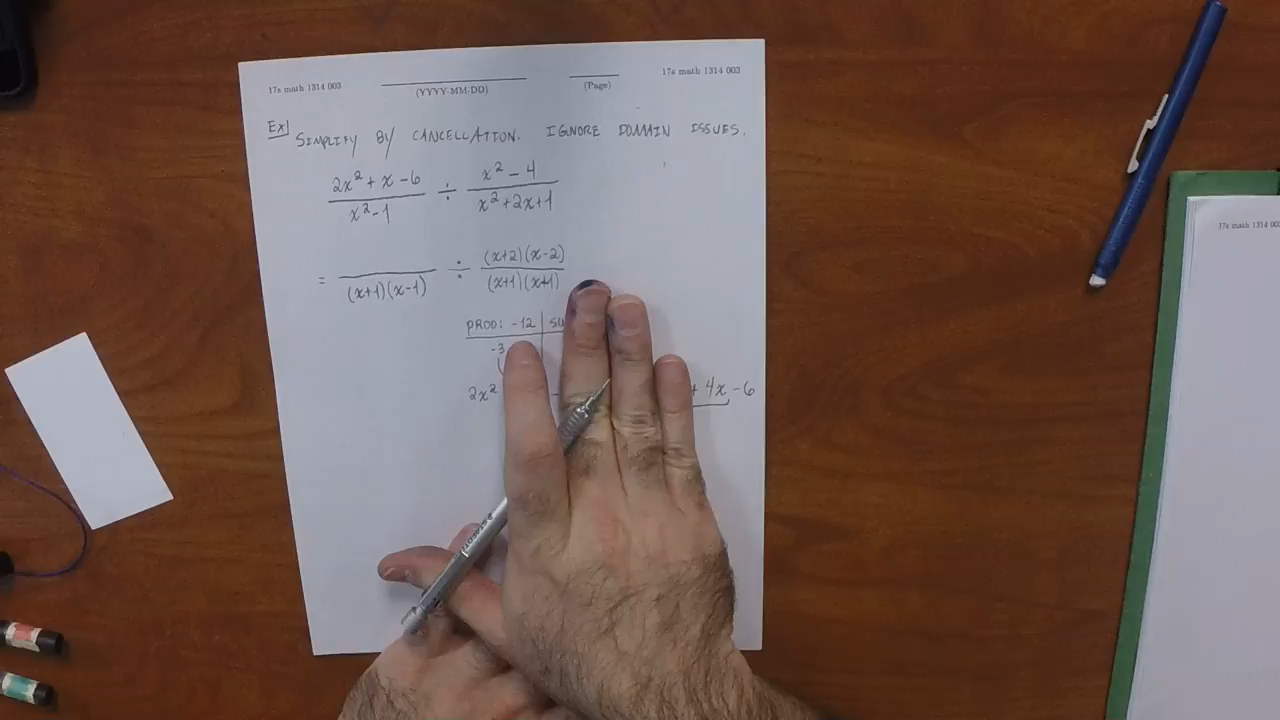 17s math 1314 003 (YYYY-MM-DD) (Page) 17s math 1314 003
Ex] SIMPLIFY BY CANCELLATION. IGNORE DOMAIN ISSUES.
2x² + x - 6 / x² - 1 ÷ x² - 4 / x² + 2x + 1
= / (x+1)(x-1) ÷ (x+2)(x-2) / (x+1)(x+1)
PROD: -12 | SU
-3
2x² + 4x - 6
17s math 1314 003